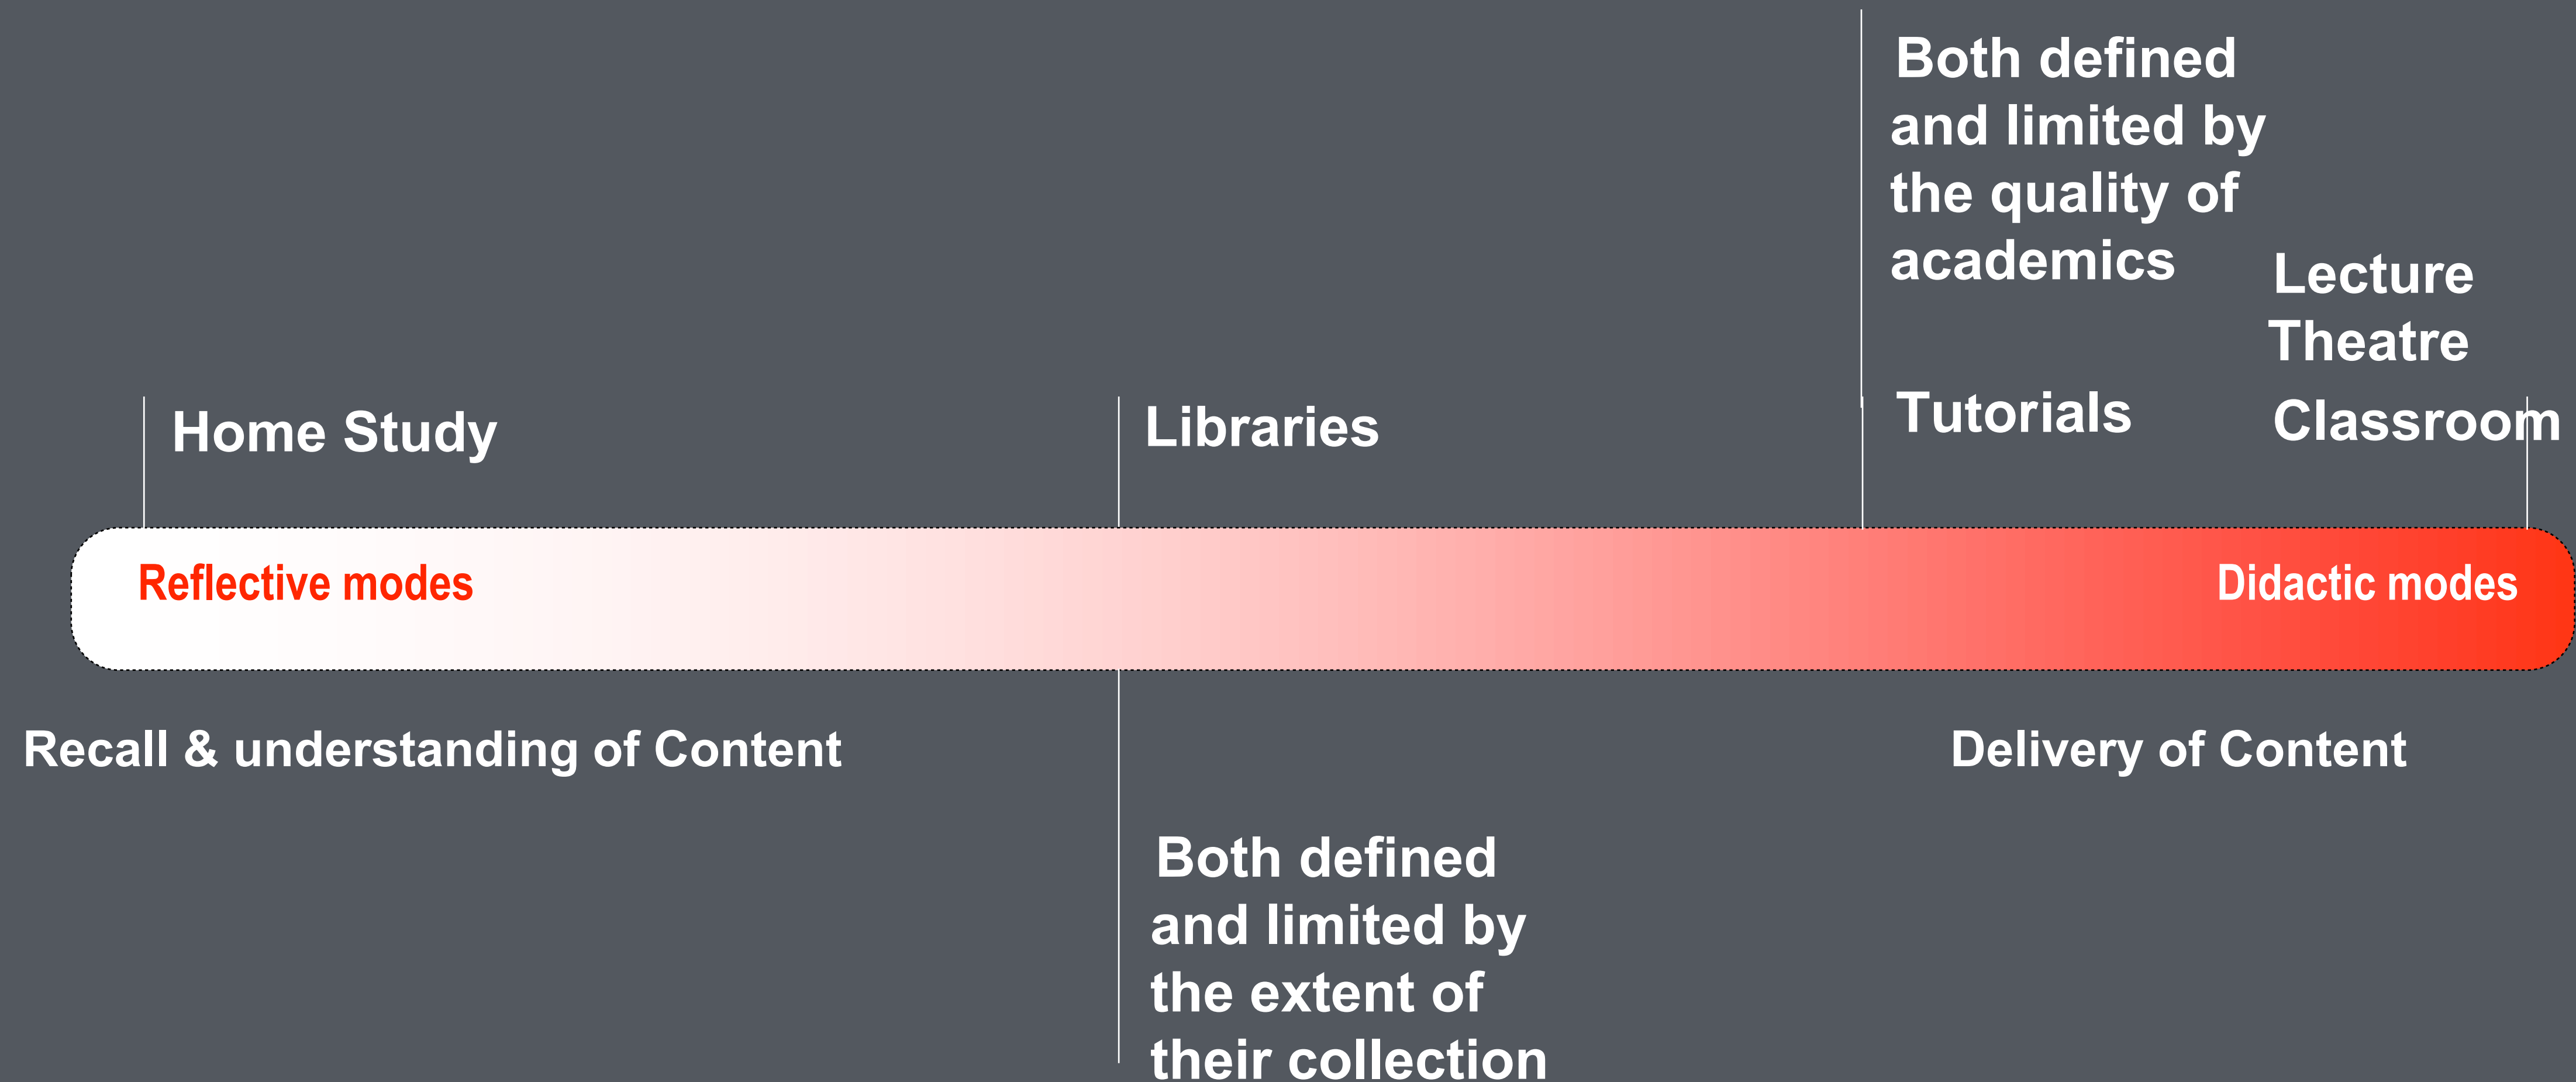 Both defined
and limited by
the quality of
academics
Lecture
Theatre
Home Study
Libraries
Tutorials
Classroom
Reflective modes
Didactic modes
Recall & understanding of Content
Delivery of Content
Both defined
and limited by
the extent of
their collection